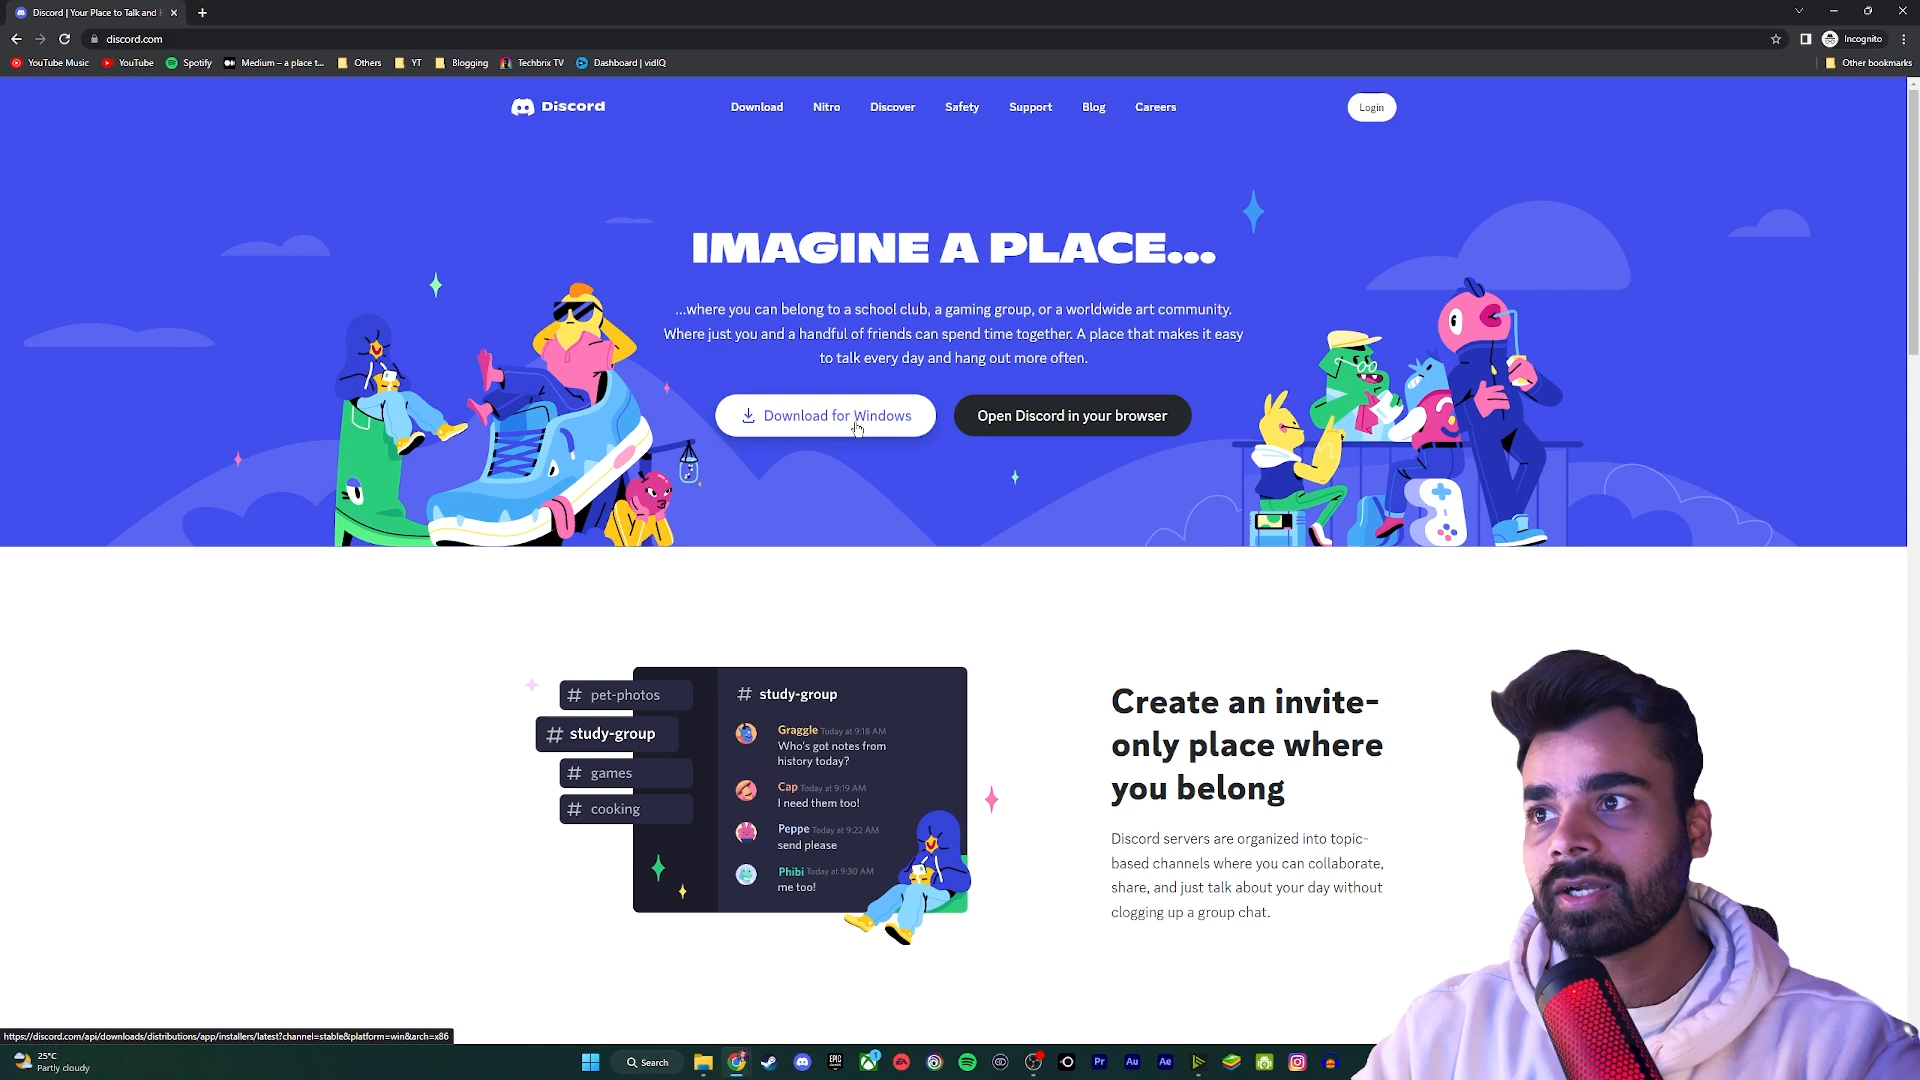 Discord | Your Place to Talk and H
discord.com
Incognito
YouTube Music
YouTube
Spotify
Medium – a place t...
Others
YT
Blogging
Techbrix TV
Dashboard | vidIQ
Other bookmarks
Discord
Download
Nitro
Discover
Safety
Support
Blog
Careers
Login
IMAGINE A PLACE...
...where you can belong to a school club, a gaming group, or a worldwide art community.
Where just you and a handful of friends can spend time together. A place that makes it easy
to talk every day and hang out more often.
Download for Windows
Open Discord in your browser
# pet-photos
# study-group
# games
# cooking
# study-group
Graggle Today at 9:18 AM
Who's got notes from
history today?
Cap Today at 9:19 AM
I need them too!
Peppe Today at 9:22 AM
send please
Phibi Today at 9:30 AM
me too!
Create an invite-
only place where
you belong
Discord servers are organized into topic-
based channels where you can collaborate,
share, and just talk about your day without
clogging up a group chat.
https://discord.com/api/downloads/distributions/app/installers/latest?channel=stable&platform=win&arch=x86
25°C
Partly cloudy
Search
EPIC
GAMES
1
EA
Pr
Au
Ae